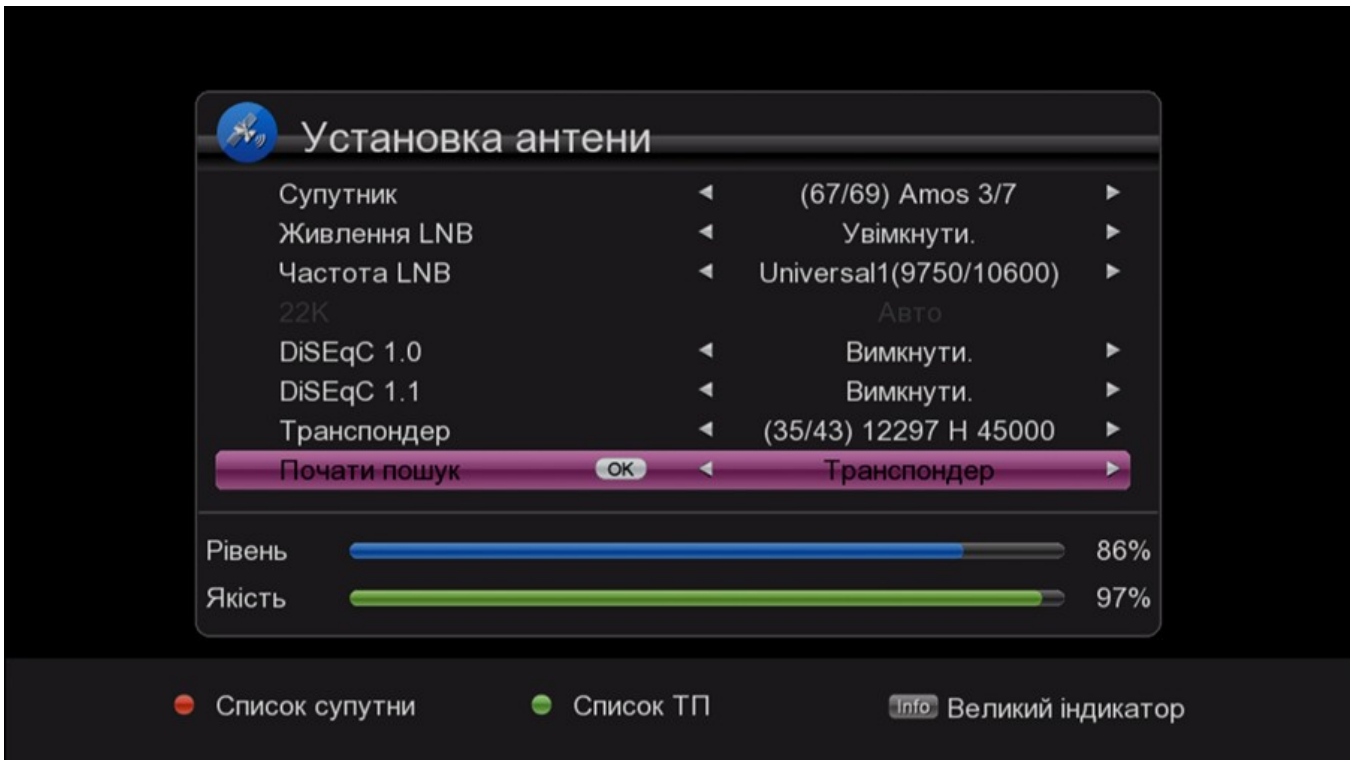 Установка антени
Супутник (67/69) Amos 3/7
Живлення LNB Увімкнути.
Частота LNB Universal1(9750/10600)
22K Авто
DiSEqC 1.0 Вимкнути.
DiSEqC 1.1 Вимкнути.
Транспондер (35/43) 12297 H 45000
Почати пошук OK Транспондер
Рівень 86%
Якість 97%
Список супутни Список ТП Info Великий індикатор